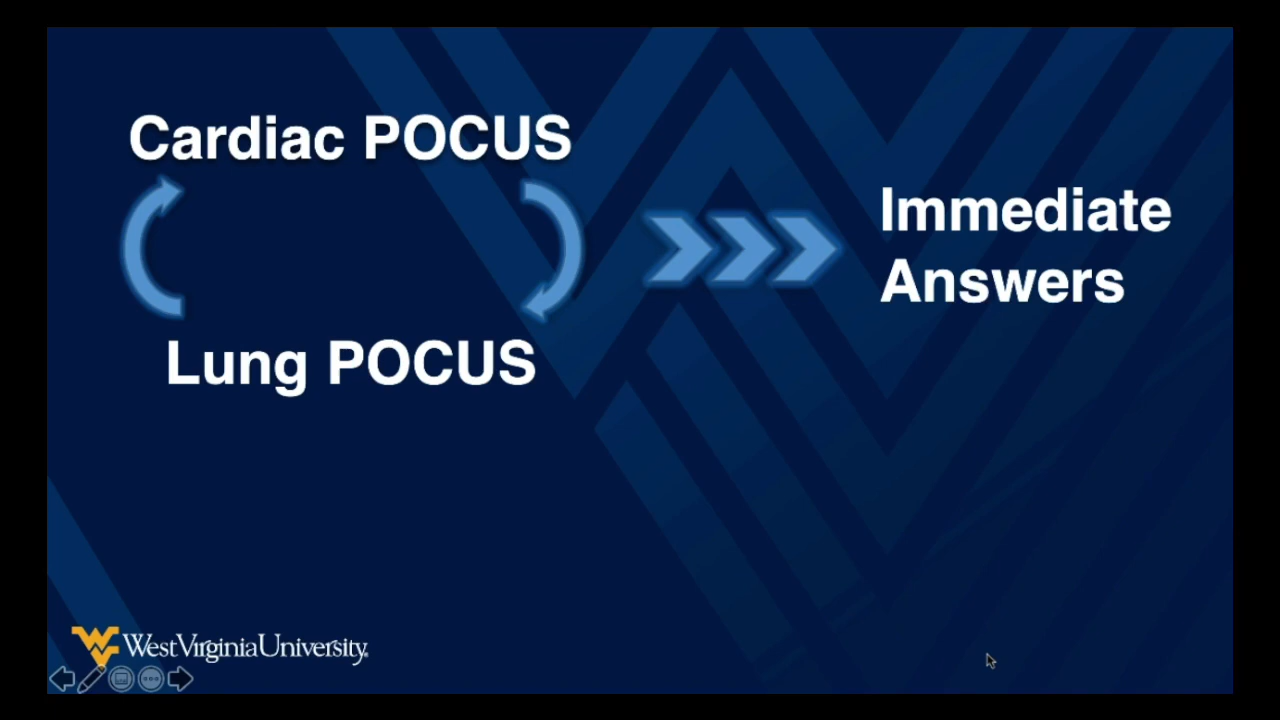 Cardiac POCUS
Lung POCUS
Immediate
Answers
WestVirginiaUniversity.